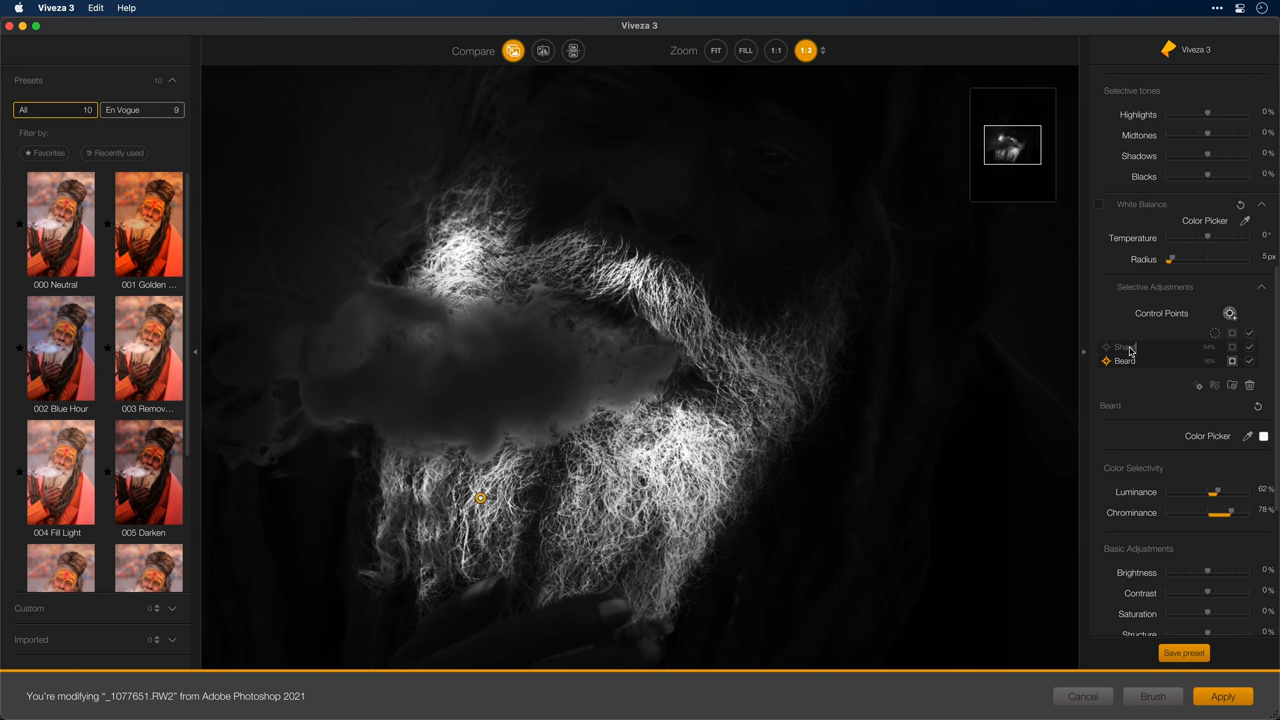 Viveza 3 Edit Help
Viveza 3
Compare
Zoom FIT FILL 1:1 1:2
Viveza 3
Presets 10
All 10 En Vogue 9
Filter by:
Favorites Recently used
000 Neutral 001 Golden ...
002 Blue Hour 003 Remov...
004 Fill Light 005 Darken
Custom 0
Imported 0
Selective tones
Highlights 0%
Midtones 0%
Shadows 0%
Blacks 0%
White Balance
Color Picker
Temperature 0°
Radius 5px
Selective Adjustments
Control Points
54%
Beard 16%
Beard
Color Picker
Color Selectivity
Luminance 62%
Chrominance 78%
Basic Adjustments
Brightness 0%
Contrast 0%
Saturation 0%
Structure 0%
Save preset
You're modifying “_1077651.RW2” from Adobe Photoshop 2021
Cancel Brush Apply